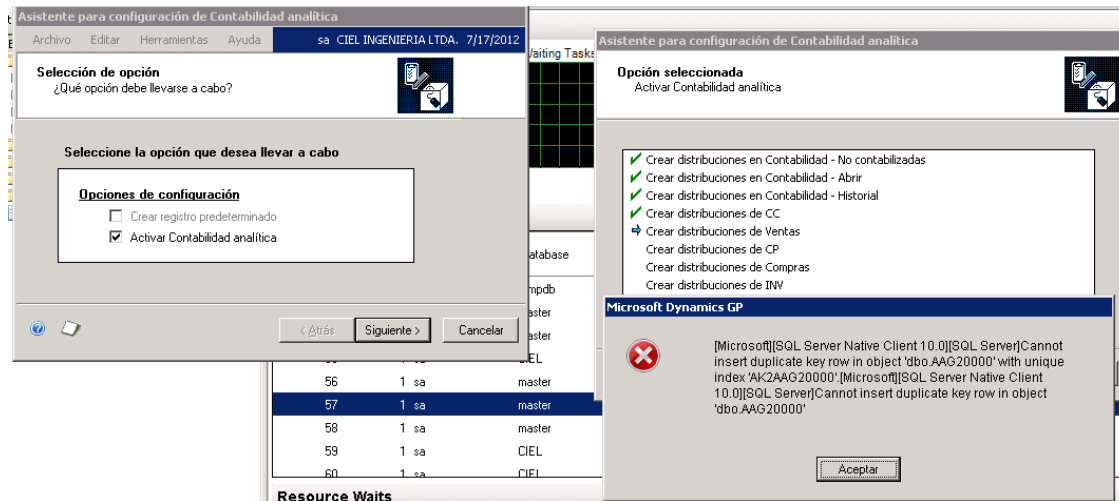 Asistente para configuración de Contabilidad analítica
Archivo Editar Herramientas Ayuda sa CIEL INGENIERIA LTDA. 7/17/2012
Selección de opción
¿Qué opción debe llevarse a cabo?
Seleccione la opción que desea llevar a cabo
Opciones de configuración
Crear registro predeterminado
Activar Contabilidad analítica
< Atrás Siguiente > Cancelar
Waiting Tasks
Asistente para configuración de Contabilidad analítica
Opción seleccionada
Activar Contabilidad analítica
Crear distribuciones en Contabilidad - No contabilizadas
Crear distribuciones en Contabilidad - Abrir
Crear distribuciones en Contabilidad - Historial
Crear distribuciones de CC
Crear distribuciones de Ventas
Crear distribuciones de CP
Crear distribuciones de Compras
Crear distribuciones de INV
atabase
mpdb
aster
aster
CIEL
56 1 sa master
57 1 sa master
58 1 sa master
59 1 sa CIEL
60 1 sa CIEL
Resource Waits
Microsoft Dynamics GP
[Microsoft][SQL Server Native Client 10.0][SQL Server]Cannot
insert duplicate key row in object 'dbo.AAG20000' with unique
index 'AK2AAG20000'.[Microsoft][SQL Server Native Client
10.0][SQL Server]Cannot insert duplicate key row in object
'dbo.AAG20000'
Aceptar